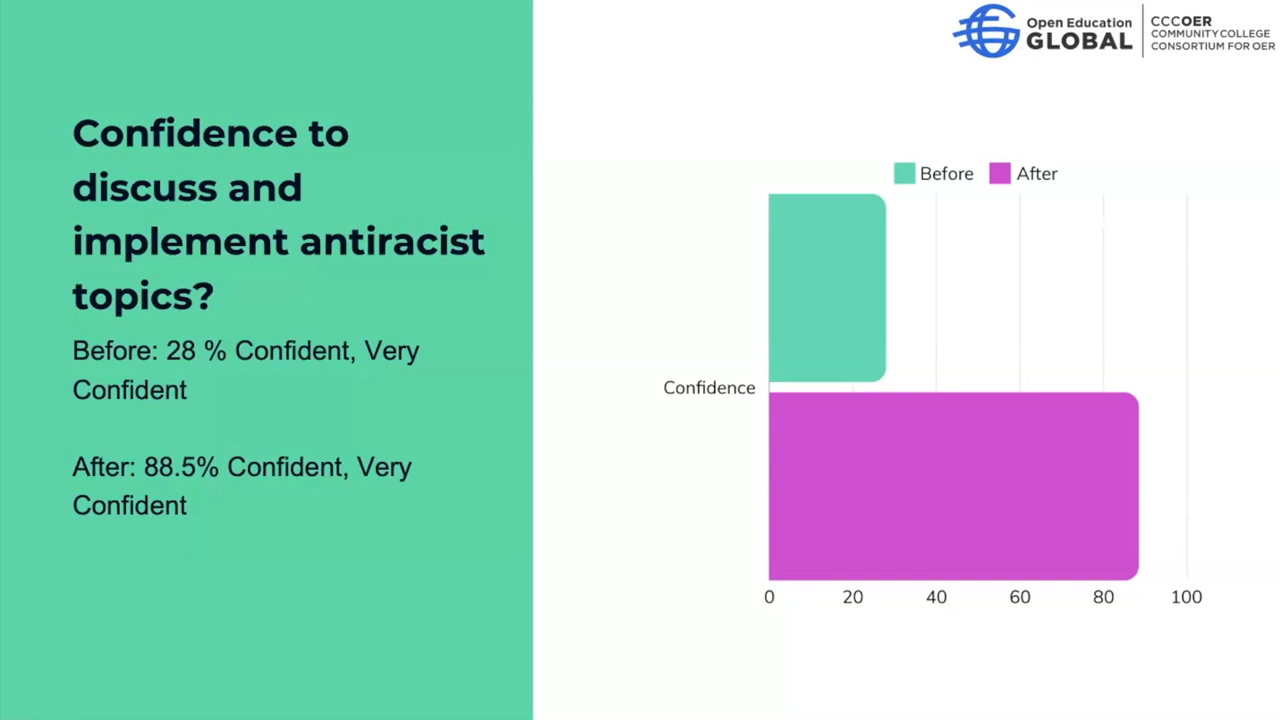 Open Education
GLOBAL
CCCOER
COMMUNITY COLLEGE
CONSORTIUM FOR OER
Confidence to
discuss and
implement antiracist
topics?
Before: 28 % Confident, Very
Confident
After: 88.5% Confident, Very
Confident
Before After
Confidence
0 20 40 60 80 100